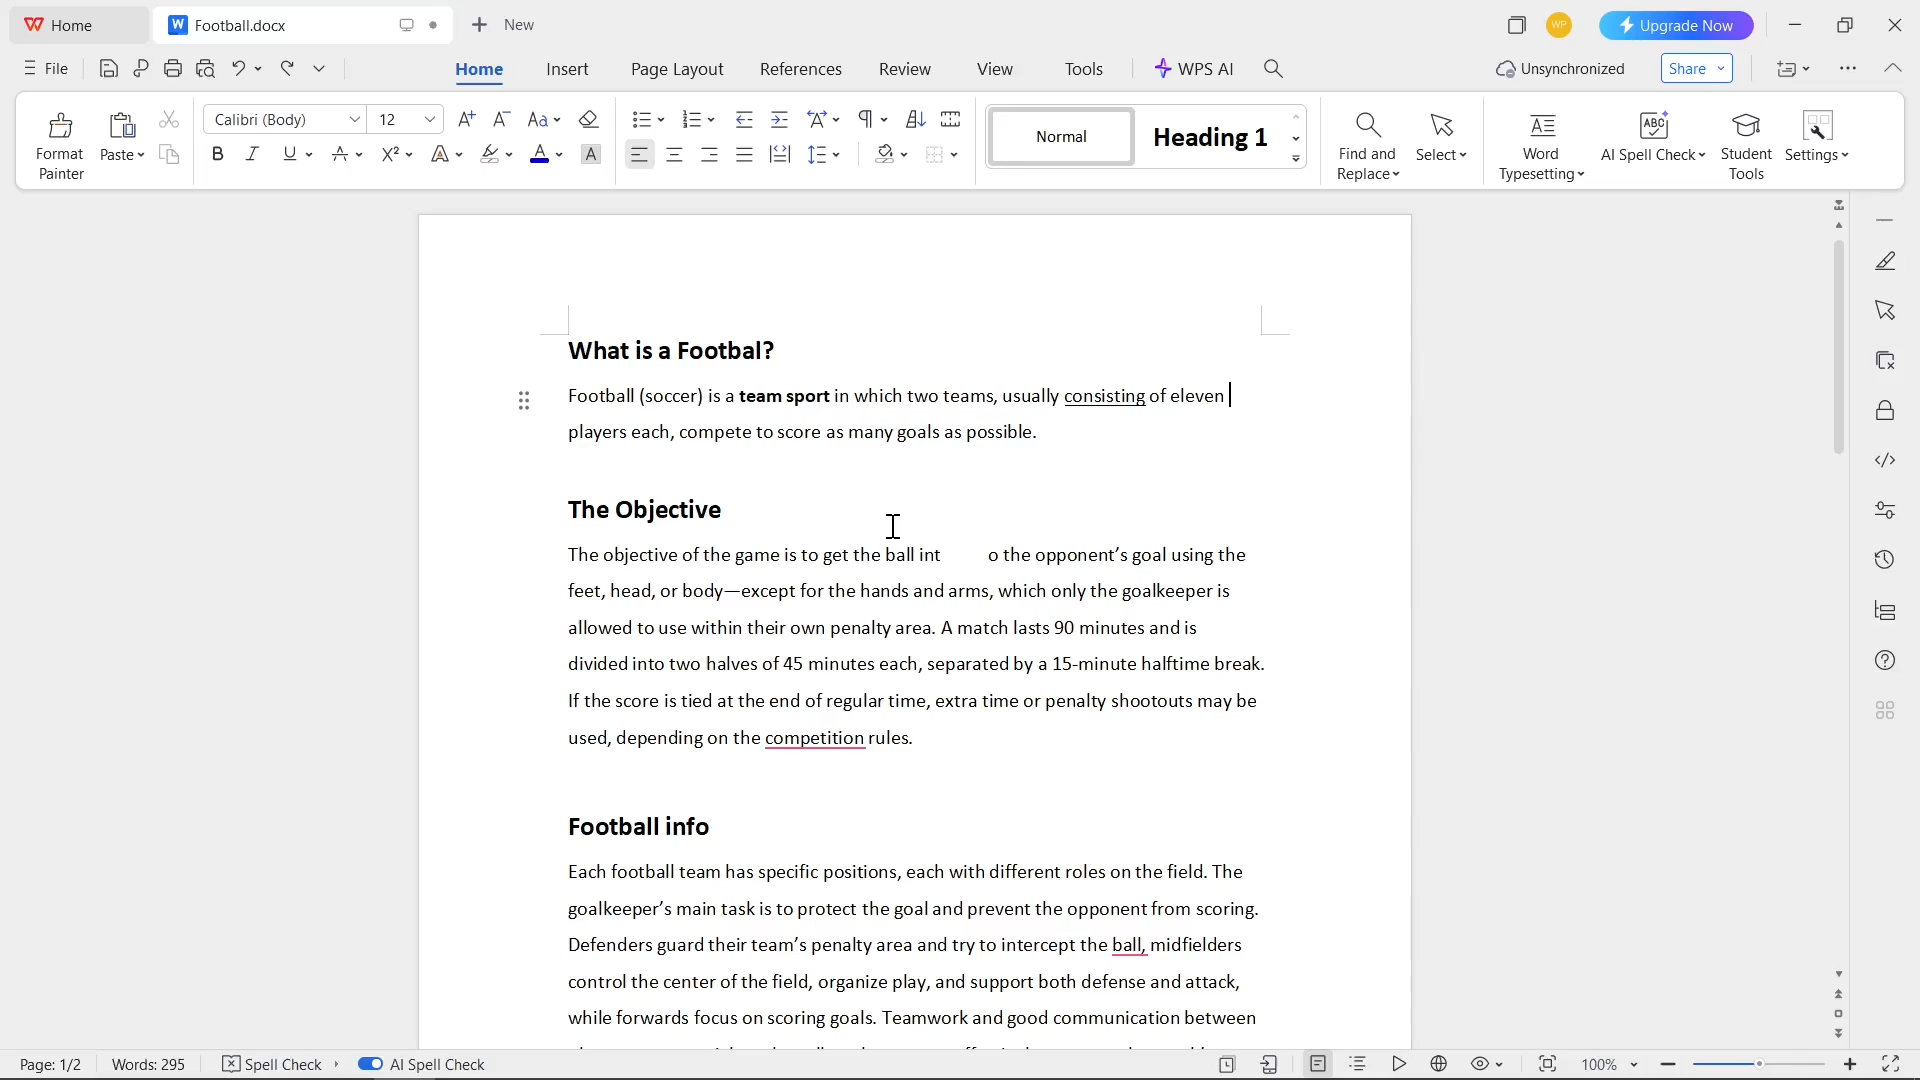 Home
Football.docx
New
WP
Upgrade Now
File
Home
Insert
Page Layout
References
Review
View
Tools
WPS AI
Unsynchronized
Share
Format
Painter
Paste
Calibri (Body)
12
Normal
Heading 1
Find and
Replace
Select
Word
Typesetting
AI Spell Check
Student
Tools
Settings
What is a Footbal?
Football (soccer) is a team sport in which two teams, usually consisting of eleven
players each, compete to score as many goals as possible.
The Objective
The objective of the game is to get the ball int o the opponent’s goal using the
feet, head, or body—except for the hands and arms, which only the goalkeeper is
allowed to use within their own penalty area. A match lasts 90 minutes and is
divided into two halves of 45 minutes each, separated by a 15-minute halftime break.
If the score is tied at the end of regular time, extra time or penalty shootouts may be
used, depending on the competition rules.
Football info
Each football team has specific positions, each with different roles on the field. The
goalkeeper’s main task is to protect the goal and prevent the opponent from scoring.
Defenders guard their team’s penalty area and try to intercept the ball, midfielders
control the center of the field, organize play, and support both defense and attack,
while forwards focus on scoring goals. Teamwork and good communication between
Page: 1/2
Words: 295
Spell Check
AI Spell Check
100%